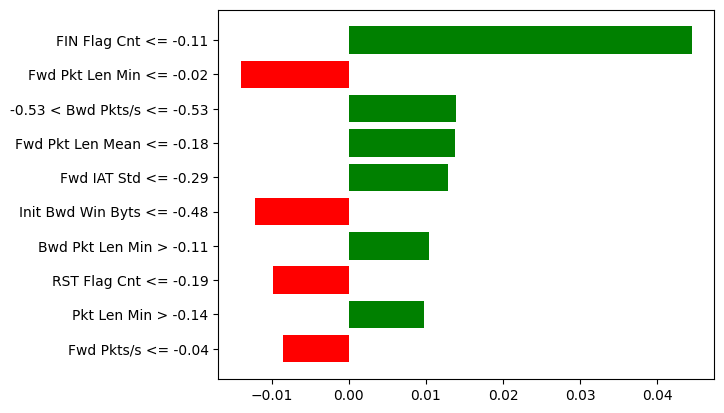 FIN Flag Cnt <= -0.11
Fwd Pkt Len Min <= -0.02
-0.53 < Bwd Pkts/s <= -0.53
Fwd Pkt Len Mean <= -0.18
Fwd IAT Std <= -0.29
Init Bwd Win Byts <= -0.48
Bwd Pkt Len Min > -0.11
RST Flag Cnt <= -0.19
Pkt Len Min > -0.14
Fwd Pkts/s <= -0.04
−0.01 0.00 0.01 0.02 0.03 0.04